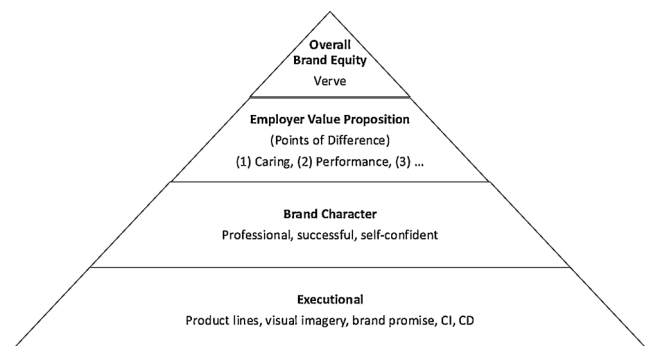 Overall
Brand Equity
Verve
Employer Value Proposition
(Points of Difference)
(1) Caring, (2) Performance, (3) ...
Brand Character
Professional, successful, self-confident
Executional
Product lines, visual imagery, brand promise, CI, CD